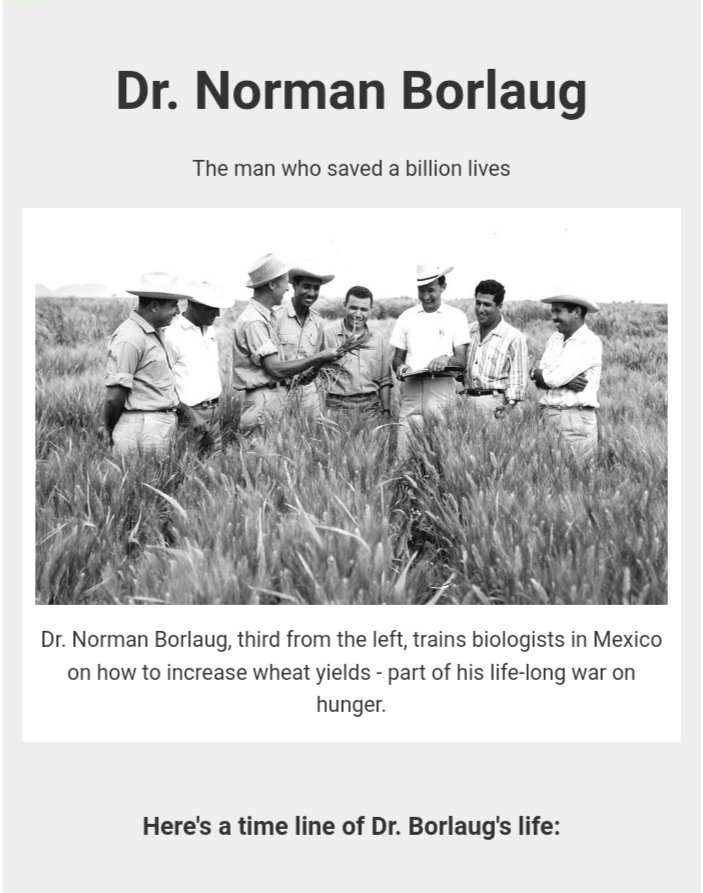 Dr. Norman Borlaug
The man who saved a billion lives
Dr. Norman Borlaug, third from the left, trains biologists in Mexico
on how to increase wheat yields - part of his life-long war on
hunger.
Here's a time line of Dr. Borlaug's life: